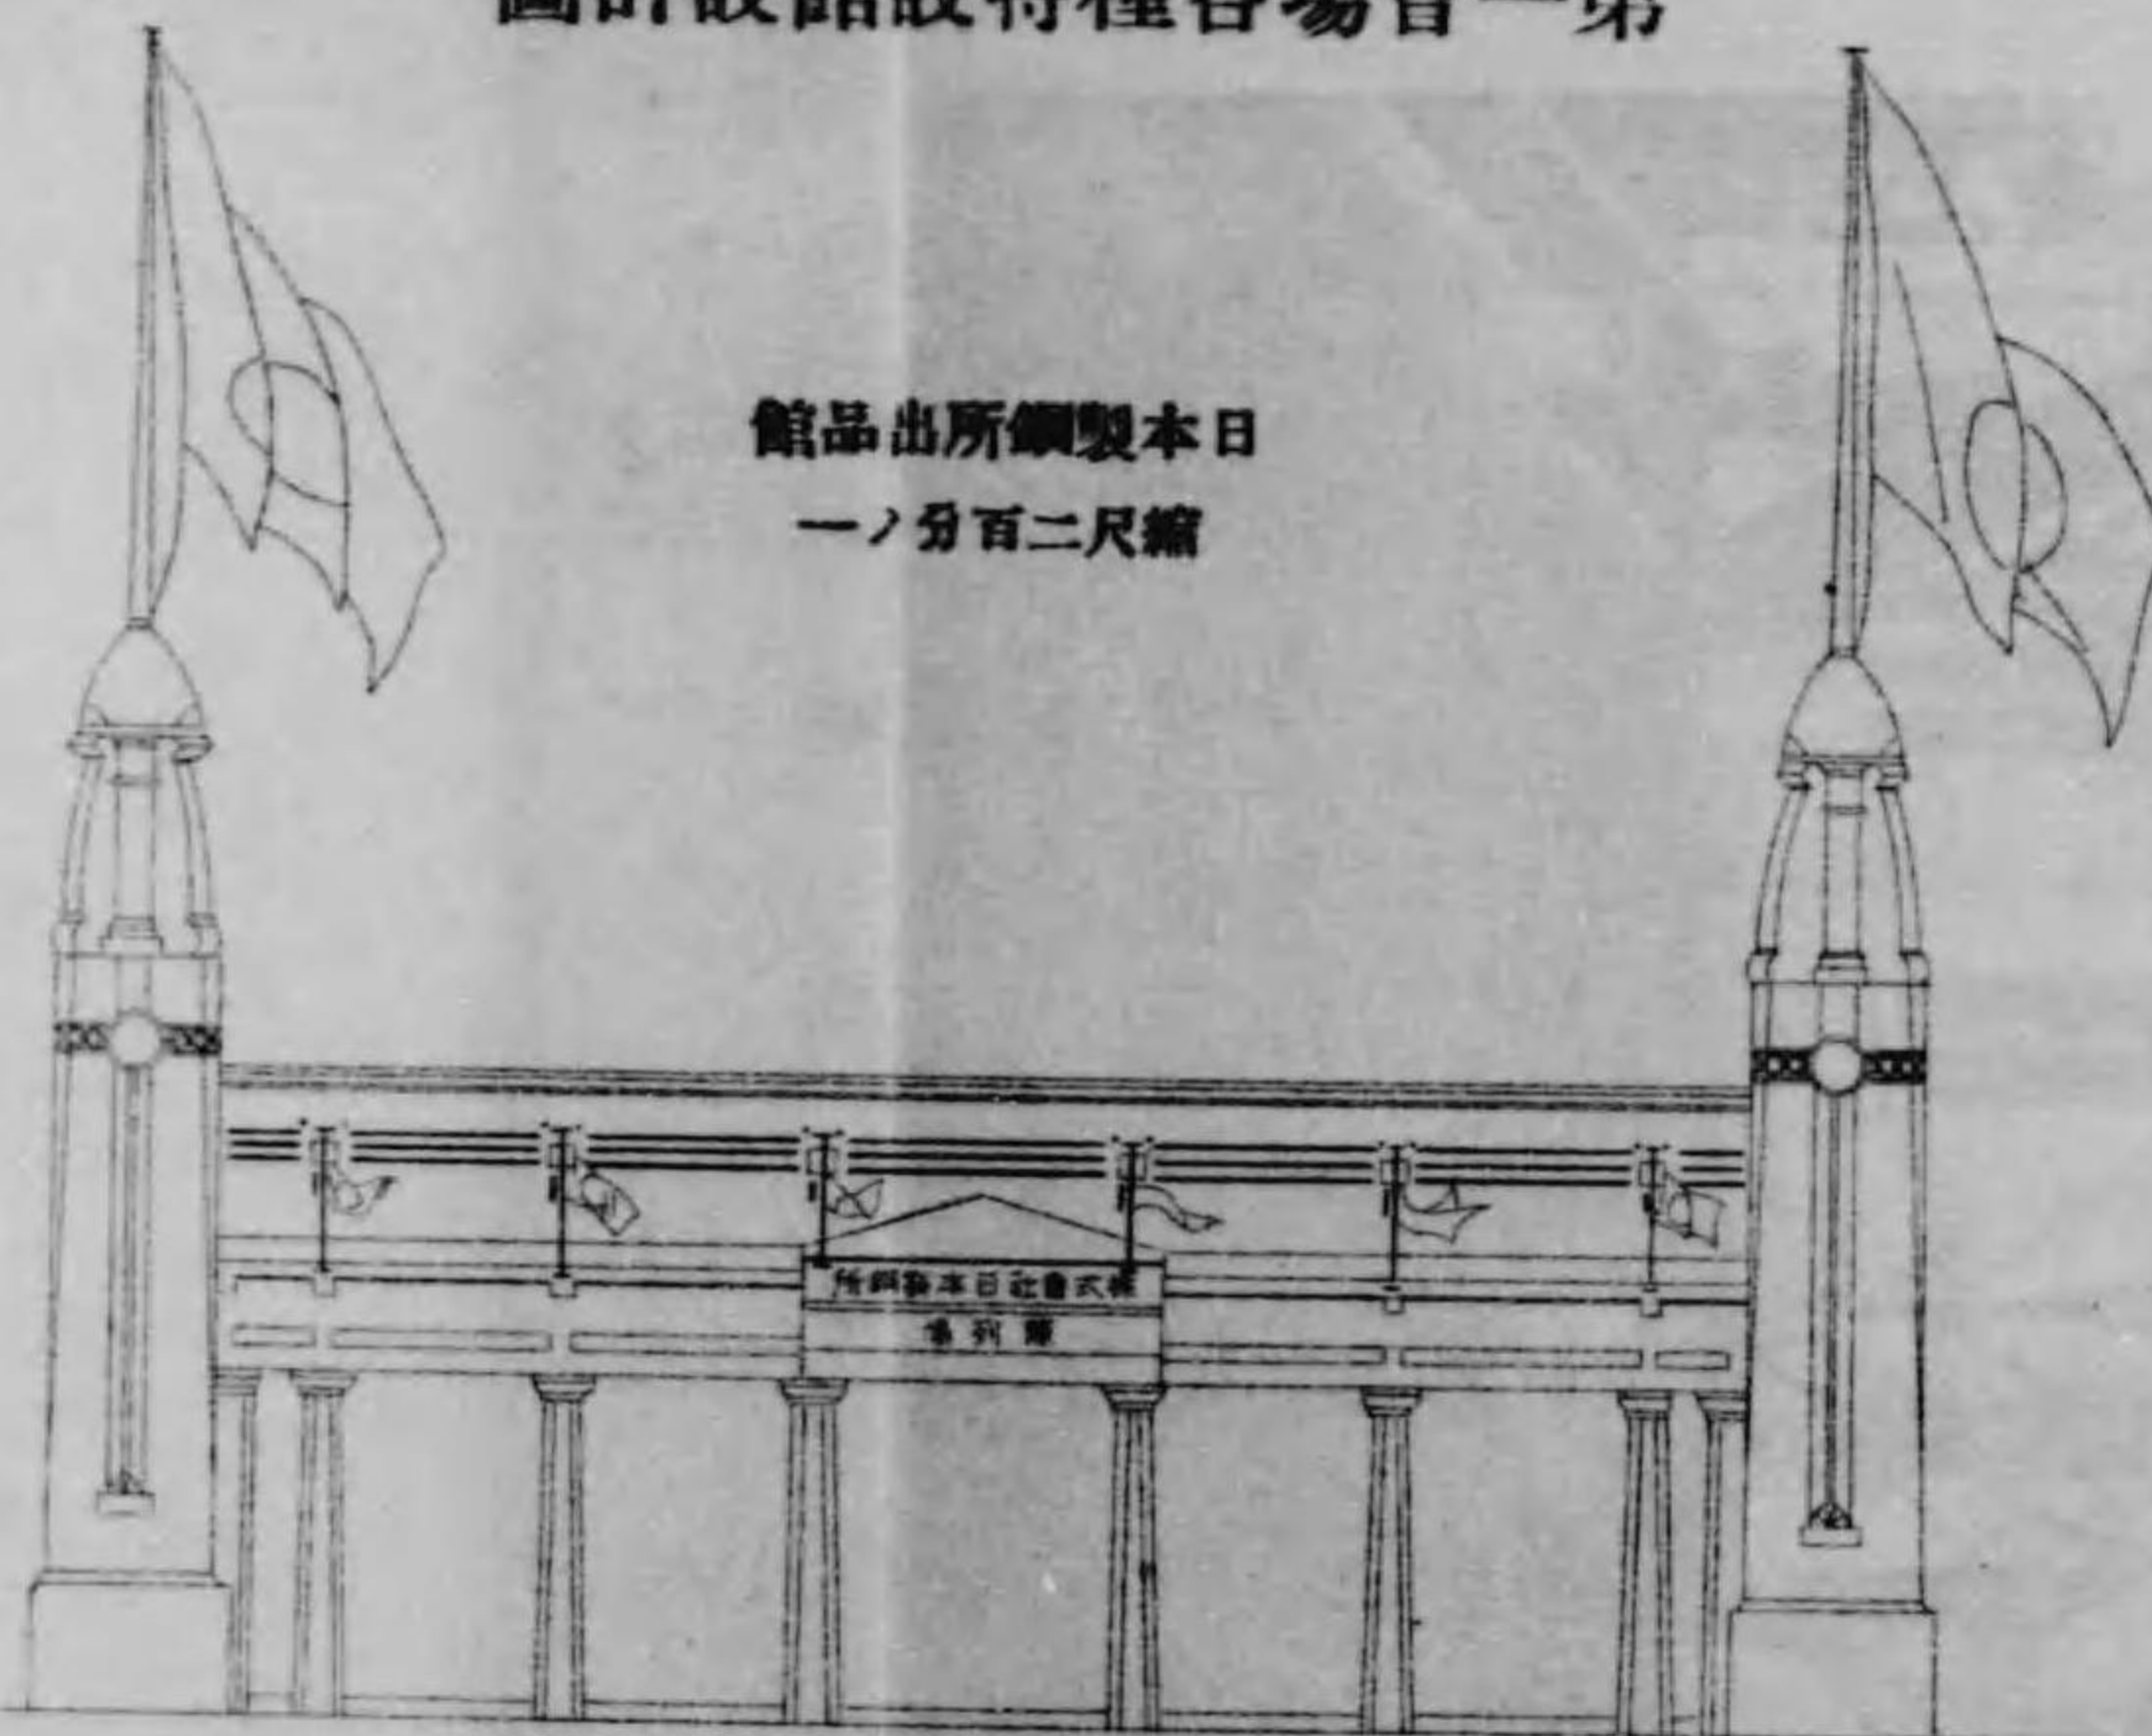 第一會場各種特設館設計圖
日本製鋼所出品館
縮尺二百分ノ一
株式會社日本製鋼所
陳列場